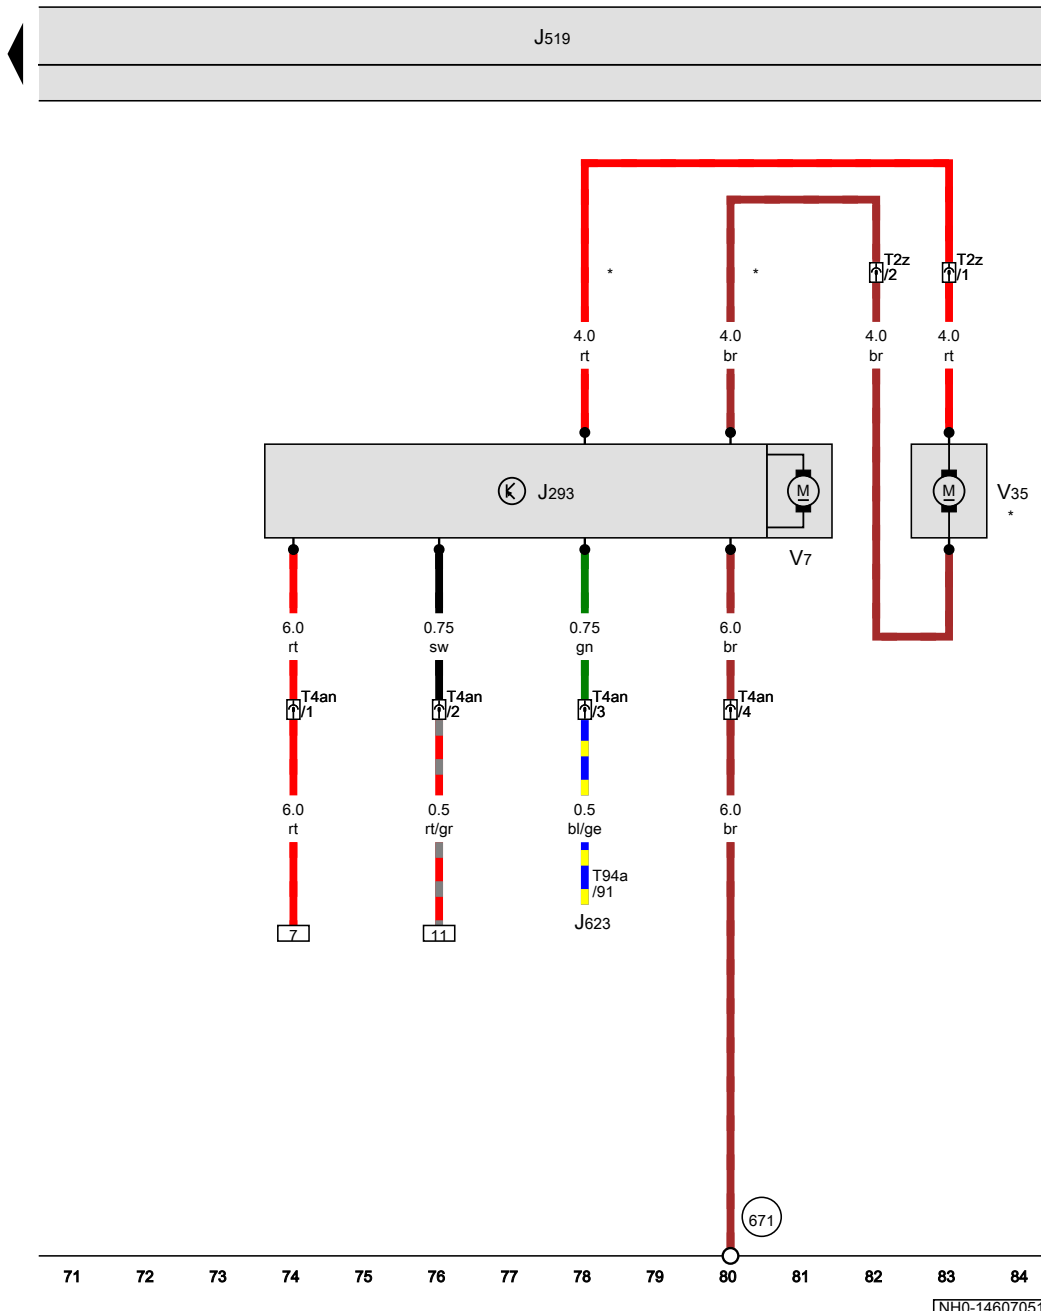 J519
T2z
/2
T2z
/1
*
*
4.0
rt
4.0
br
4.0
br
4.0
rt
J293
M
V7
M
V35
*
6.0
rt
0.75
sw
0.75
gn
6.0
br
T4an
/1
T4an
/2
T4an
/3
T4an
/4
6.0
rt
0.5
rt/gr
0.5
bl/ge
6.0
br
T94a
/91
J623
7
11
671
71 72 73 74 75 76 77 78 79 80 81 82 83 84
NH0-14607051